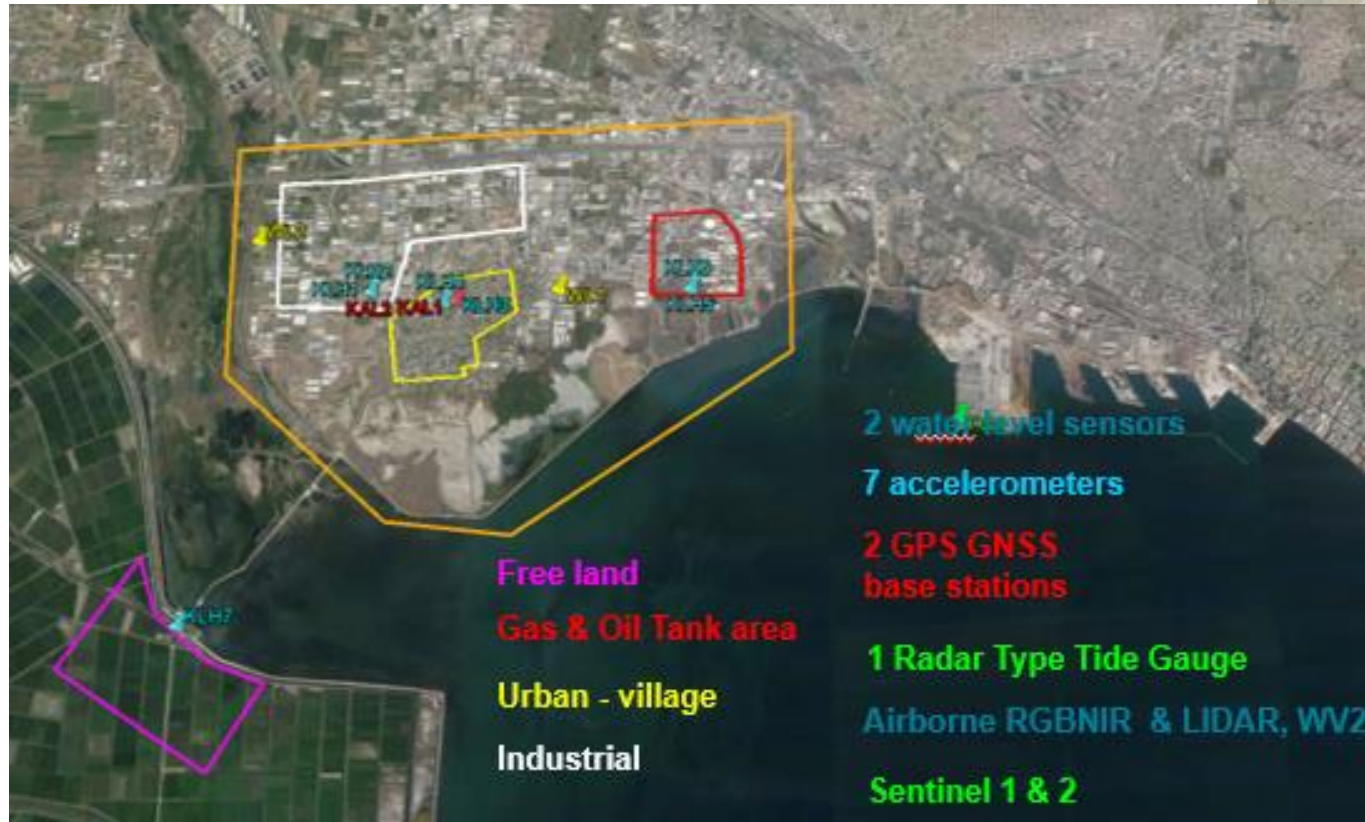 KAL2 KAL1
KLH7
Free land
Gas & Oil Tank area
Urban - village
Industrial
2 water level sensors
7 accelerometers
2 GPS GNSS
base stations
1 Radar Type Tide Gauge
Airborne RGBNIR & LIDAR, WV2
Sentinel 1 & 2